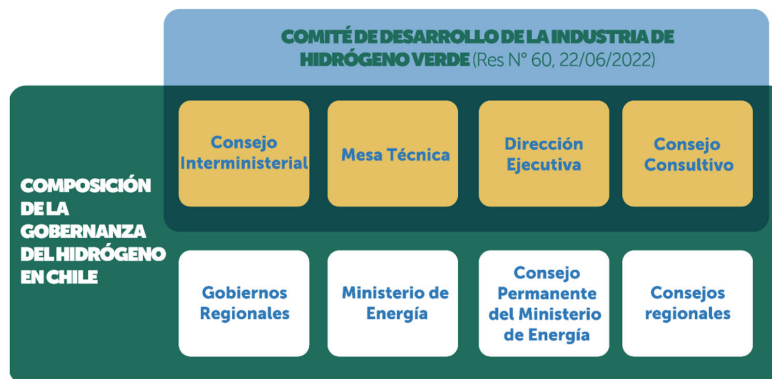 COMITÉ DE DESARROLLO DE LA INDUSTRIA DE
HIDRÓGENO VERDE (Res N° 60, 22/06/2022)
COMPOSICIÓN
DE LA
GOBERNANZA
DEL HIDRÓGENO
EN CHILE
Consejo
Interministerial
Mesa Técnica
Dirección
Ejecutiva
Consejo
Consultivo
Gobiernos
Regionales
Ministerio de
Energía
Consejo
Permanente
del Ministerio
de Energía
Consejos
regionales